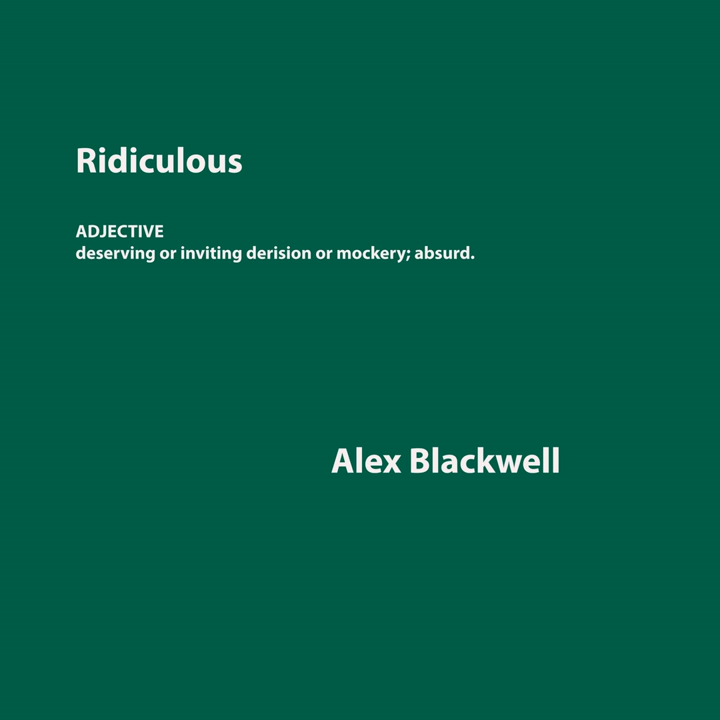 Ridiculous
ADJECTIVE
deserving or inviting derision or mockery; absurd.
Alex Blackwell